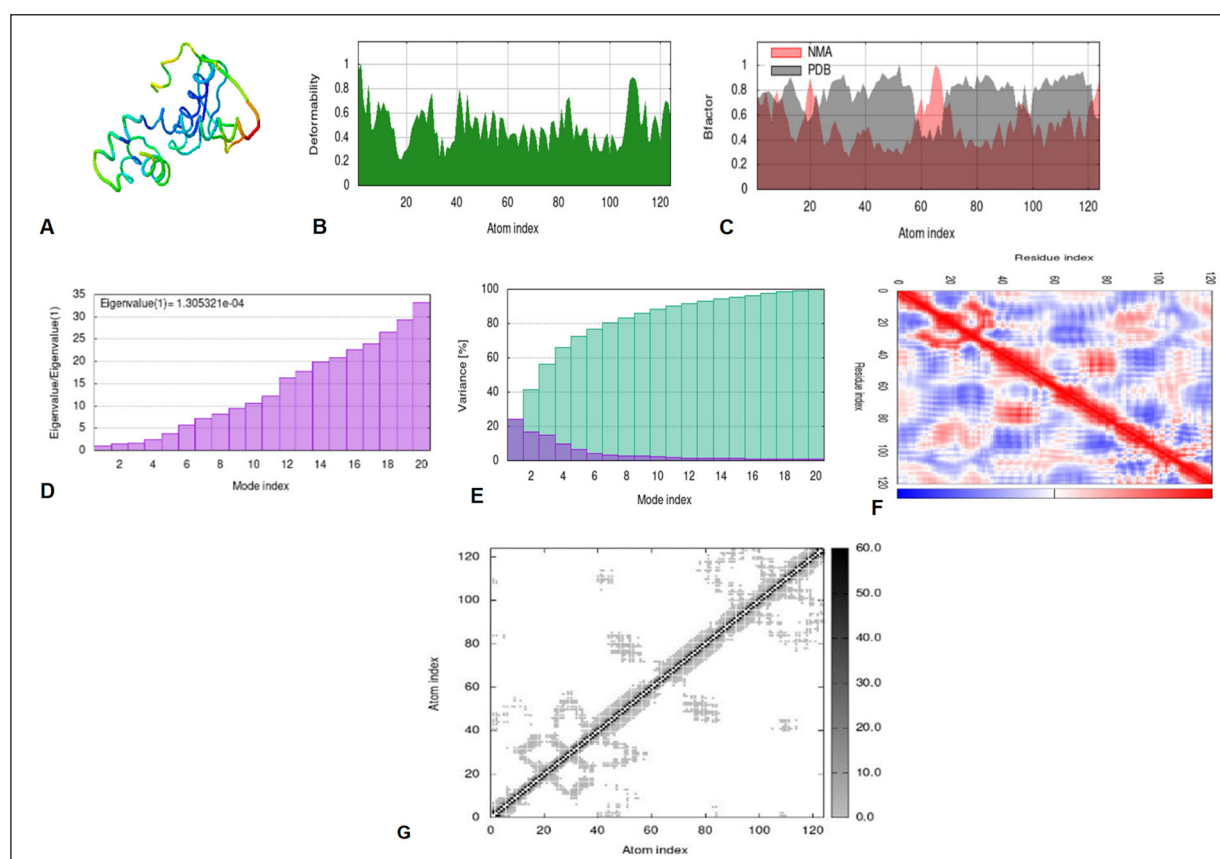 A
B
Deformability
1
0.8
0.6
0.4
0.2
0
20 40 60 80 100 120
Atom index
C
NMA
PDB
Bfactor
1
0.8
0.6
0.4
0.2
0
20 40 60 80 100 120
Atom index
D
Eigenvalue(1)= 1.305321e-04
Eigenvalue/Eigenvalue(1)
35
30
25
20
15
10
5
0
2 4 6 8 10 12 14 16 18 20
Mode index
E
Variance [%]
100
80
60
40
20
0
2 4 6 8 10 12 14 16 18 20
Mode index
F
Residue index
0 20 40 60 80 100 120
Residue index
0
20
40
60
80
100
120
G
Atom index
120
100
80
60
40
20
0
0 20 40 60 80 100 120
Atom index
60.0
50.0
40.0
30.0
20.0
10.0
0.0